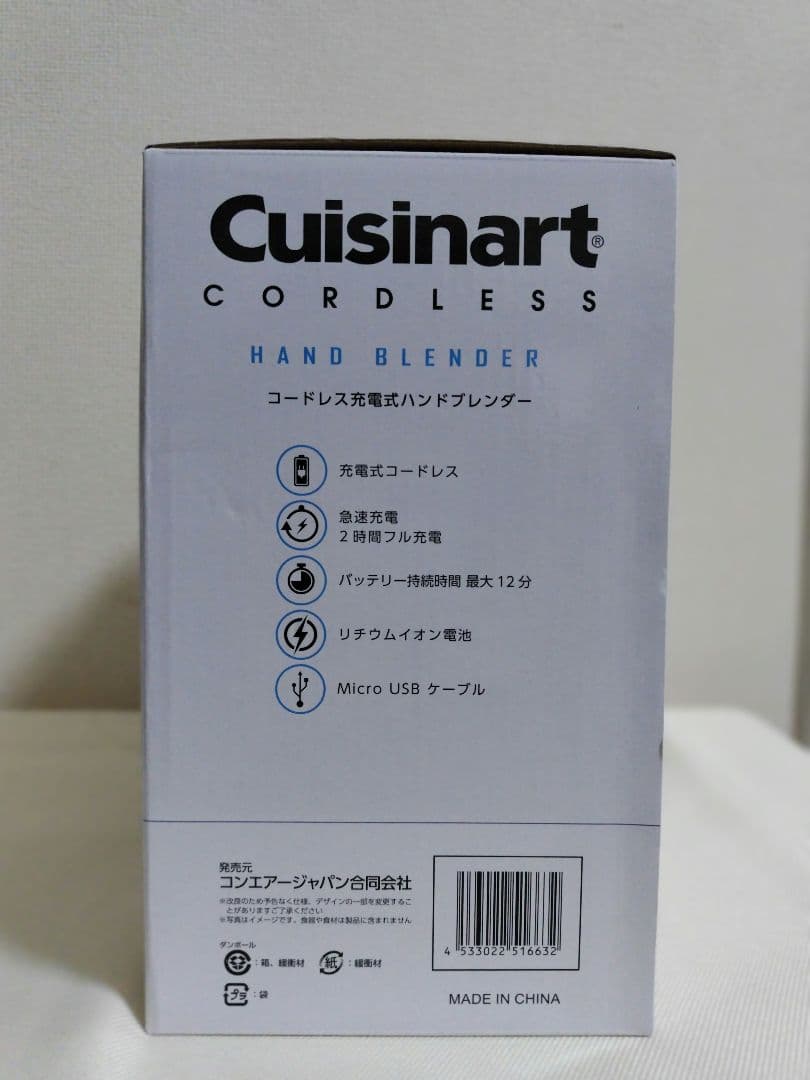 Cuisinart®
CORDLESS
HAND BLENDER
コードレス充電式ハンドブレンダー
充電式コードレス
急速充電
2時間フル充電
バッテリー持続時間 最大12分
リチウムイオン電池
Micro USB ケーブル
発売元
コンエアージャパン合同会社
※改良のため予告なく仕様、デザインの一部を変更するこ
とがありますご了承ください
※写真はイメージです。食器や食材は製品に含まれません
ダンボール
:箱、緩衝材 紙:緩衝材
プラ:袋
4 533022 516632
MADE IN CHINA